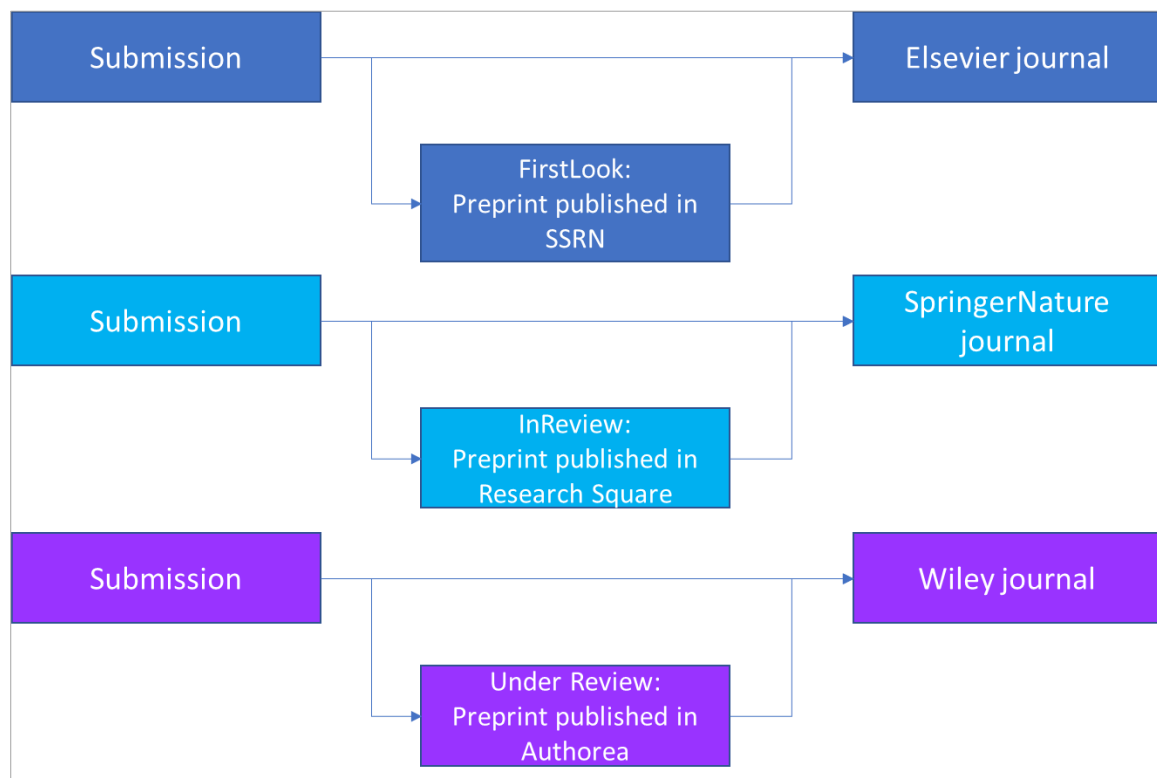 Submission
Elsevier journal
FirstLook:
Preprint published in
SSRN
Submission
SpringerNature
journal
InReview:
Preprint published in
Research Square
Submission
Wiley journal
Under Review:
Preprint published in
Authorea